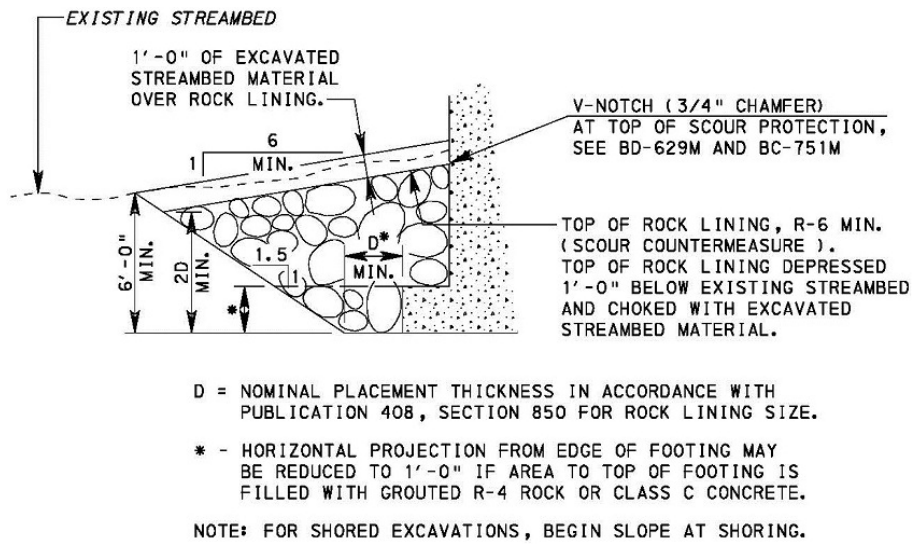 EXISTING STREAMBED
1'-0" OF EXCAVATED
STREAMBED MATERIAL
OVER ROCK LINING.
V-NOTCH (3/4" CHAMFER)
AT TOP OF SCOUR PROTECTION,
SEE BD-629M AND BC-751M
6
1
MIN.
TOP OF ROCK LINING, R-6 MIN.
(SCOUR COUNTERMEASURE ).
TOP OF ROCK LINING DEPRESSED
1'-0" BELOW EXISTING STREAMBED
AND CHOKED WITH EXCAVATED
STREAMBED MATERIAL.
6'-0"
MIN.
2D
MIN.
D*
MIN.
1.5
1
*
D = NOMINAL PLACEMENT THICKNESS IN ACCORDANCE WITH
PUBLICATION 408, SECTION 850 FOR ROCK LINING SIZE.
* - HORIZONTAL PROJECTION FROM EDGE OF FOOTING MAY
BE REDUCED TO 1'-0" IF AREA TO TOP OF FOOTING IS
FILLED WITH GROUTED R-4 ROCK OR CLASS C CONCRETE.
NOTE: FOR SHORED EXCAVATIONS, BEGIN SLOPE AT SHORING.